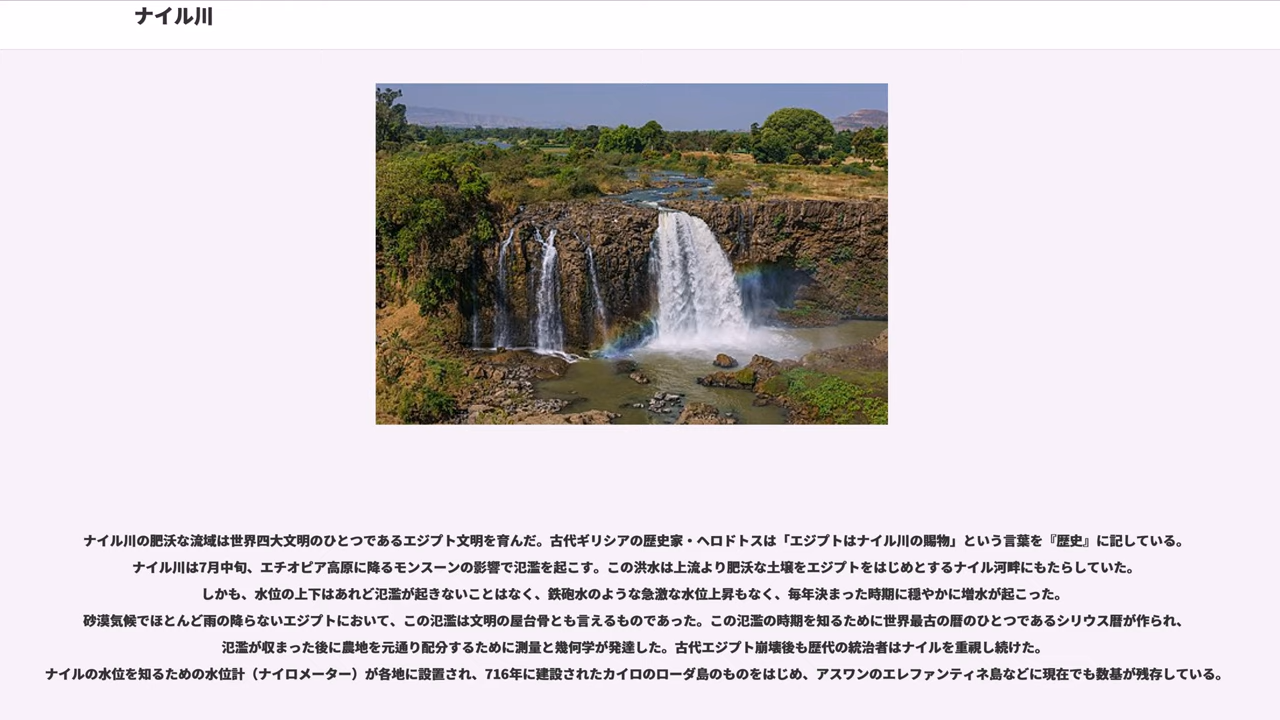 ナイル川
ナイル川の肥沃な流域は世界四大文明のひとつであるエジプト文明を育んだ。古代ギリシアの歴史家・ヘロドトスは「エジプトはナイル川の賜物」という言葉を『歴史』に記している。
ナイル川は7月中旬、エチオピア高原に降るモンスーンの影響で氾濫を起こす。この洪水は上流より肥沃な土壌をエジプトをはじめとするナイル河畔にもたらしていた。
しかも、水位の上下はあれど氾濫が起きないことはなく、鉄砲水のような急激な水位上昇もなく、毎年決まった時期に穏やかに増水が起こった。
砂漠気候でほとんど雨の降らないエジプトにおいて、この氾濫は文明の屋台骨とも言えるものであった。この氾濫の時期を知るために世界最古の暦のひとつであるシリウス暦が作られ、
氾濫が収まった後に農地を元通り配分するために測量と幾何学が発達した。古代エジプト崩壊後も歴代の統治者はナイルを重視し続けた。
ナイルの水位を知るための水位計（ナイロメーター）が各地に設置され、716年に建設されたカイロのローダ島のものをはじめ、アスワンのエレファンティネ島などに現在でも数基が残存している。